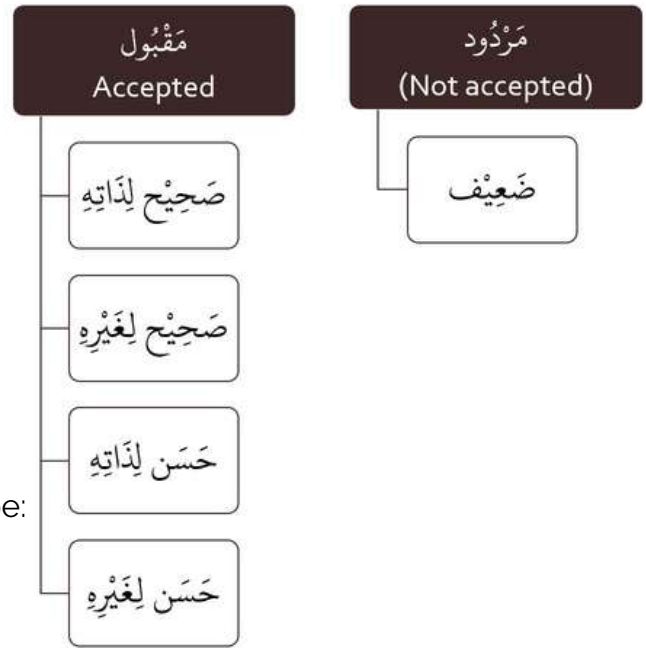 مَقْبُول
Accepted
صَحِيْح لِذَاتِهِ
صَحِيْح لِغَيْرِهِ
حَسَن لِذَاتِهِ
حَسَن لِغَيْرِهِ
مَرْدُود
(Not accepted)
ضَعِيْف
e: